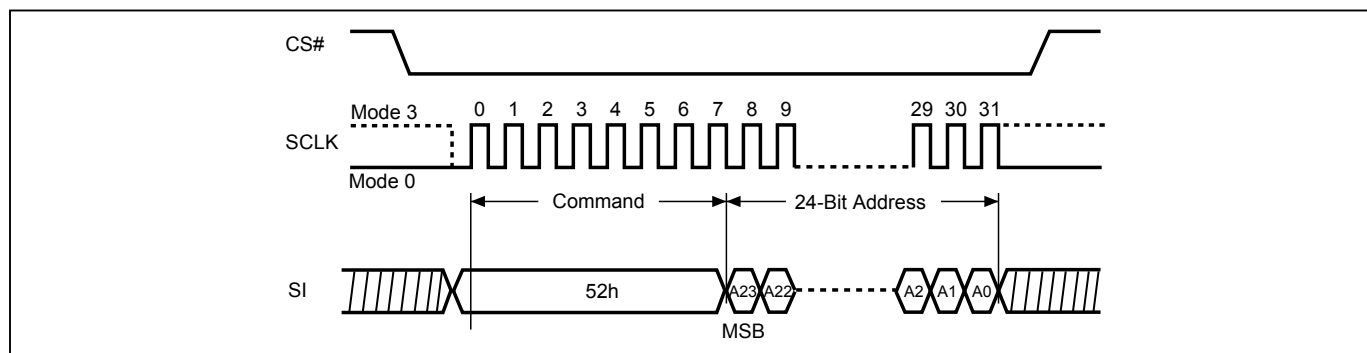 CS#
Mode 3
0 1 2 3 4 5 6 7 8 9 29 30 31
SCLK
Mode 0
Command 24-Bit Address
SI 52h A23 A22 A2 A1 A0
MSB